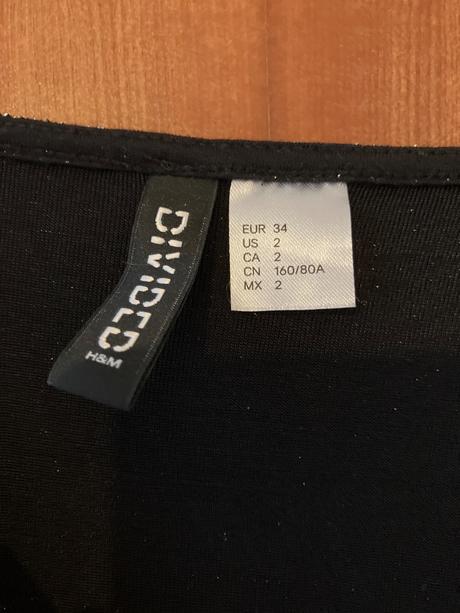 DIVIDED
H&M
EUR 34
US 2
CA 2
CN 160/80A
MX 2